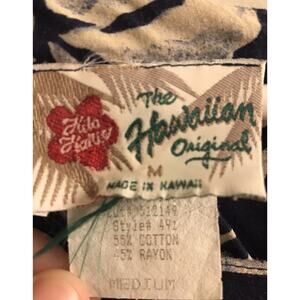 Hilo Hattie
The
Hawaiian
Original
M
MADE IN HAWAII
Style# 491
55% COTTON
45% RAYON
MEDIUM